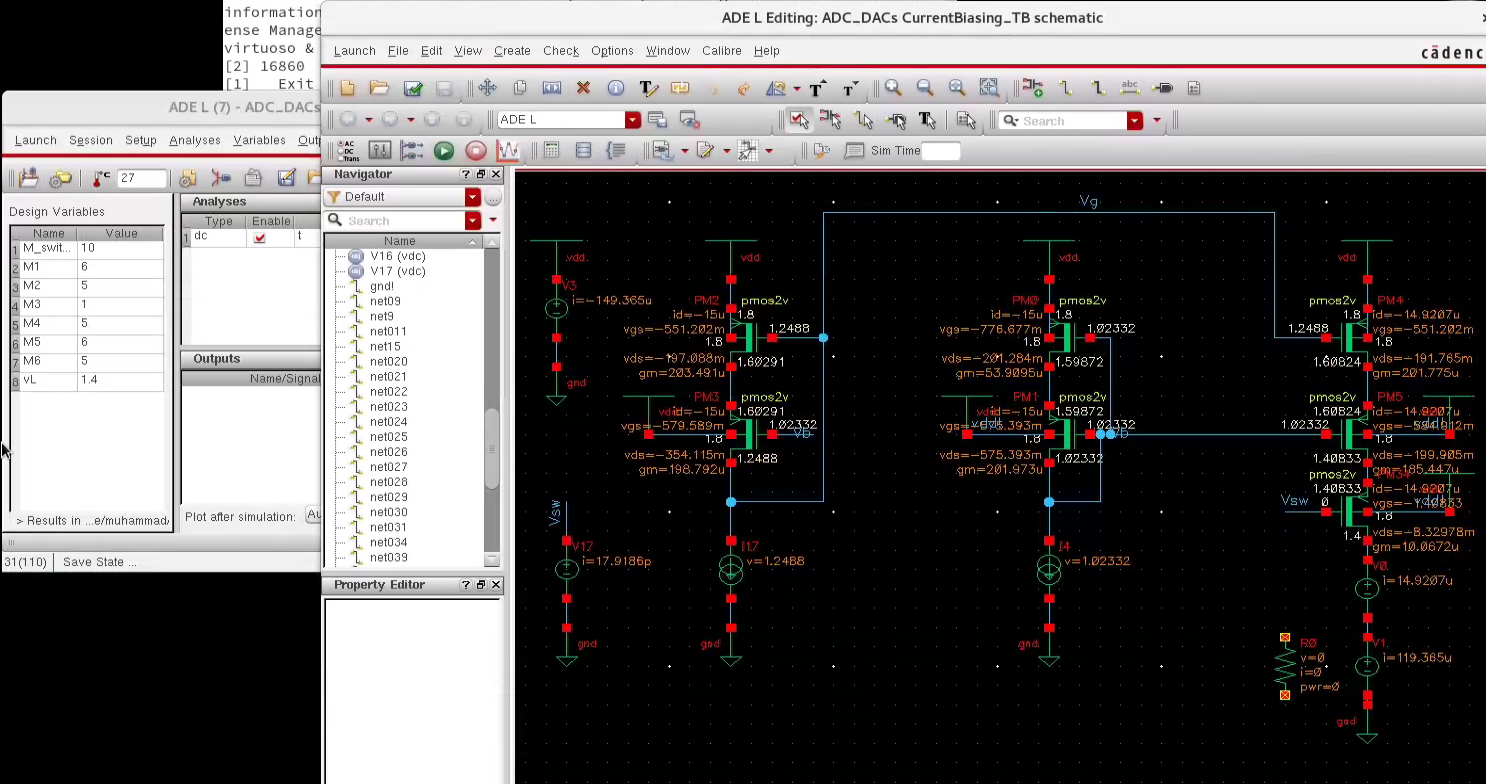 information
ense Manage
virtuoso &
[2] 16860
[1] Exit
ADE L Editing: ADC_DACs CurrentBiasing_TB schematic
Launch File Edit View Create Check Options Window Calibre Help
cādenc
ADE L
Search
AC DC Trans
Sim Time
ADE L (7) - ADC_DACs
Launch Session Setup Analyses Variables Outp
27
Design Variables
Name Value
1 M_swit... 10
2 M1 6
3 M2 5
4 M3 1
5 M4 5
6 M5 6
7 M6 5
8 vL 1.4
> Results in ...e/muhammad/
Analyses
Type Enable
1 dc t
Outputs
Name/Signal
Plot after simulation: Au
31(110) Save State ...
Navigator
Default
Search
Name
V16 (vdc)
V17 (vdc)
gnd!
net09
net9
net011
net15
net020
net021
net022
net023
net024
net025
net026
net027
net028
net029
net030
net031
net034
net039
Property Editor
Vg
vdd
V3
i=-149.365u
gnd
vdd
PM2
pmos2v
id=-15u
1.8
vgs=-551.202m
1.2488
1.8
vds=-197.088m
1.60291
gm=203.491u
PM3
pmos2v
id=-15u
1.60291
vgs=-579.589m
1.02332
Vb
1.8
vds=-354.115m
1.2488
gm=198.792u
Vsw
V17
i=17.9186p
gnd
I17
v=1.2488
gnd
vdd
PM0
pmos2v
id=-15u
1.8
vgs=-776.677m
1.02332
1.8
vds=-201.284m
1.59872
gm=53.9095u
PM1
pmos2v
id=-15u
1.59872
1.02332
1.8
vds=-575.393m
1.02332
gm=201.973u
I4
v=1.02332
gnd
vdd
pmos2v
PM4
1.8
id=-14.9207u
1.2488
vgs=-551.202m
1.8
vds=-191.765m
1.60824
gm=201.775u
pmos2v
PM5
1.60824
id=-14.9207u
1.02332
1.8
vds=-199.905m
1.40833
gm=185.447u
pmos2v
1.40833
id=-14.9207u
Vsw
0
1.8
vds=-8.32978m
1.4
gm=10.0672u
V0
i=14.9207u
R0
v=0
i=0
pwr=0
V1
i=119.365u
gnd